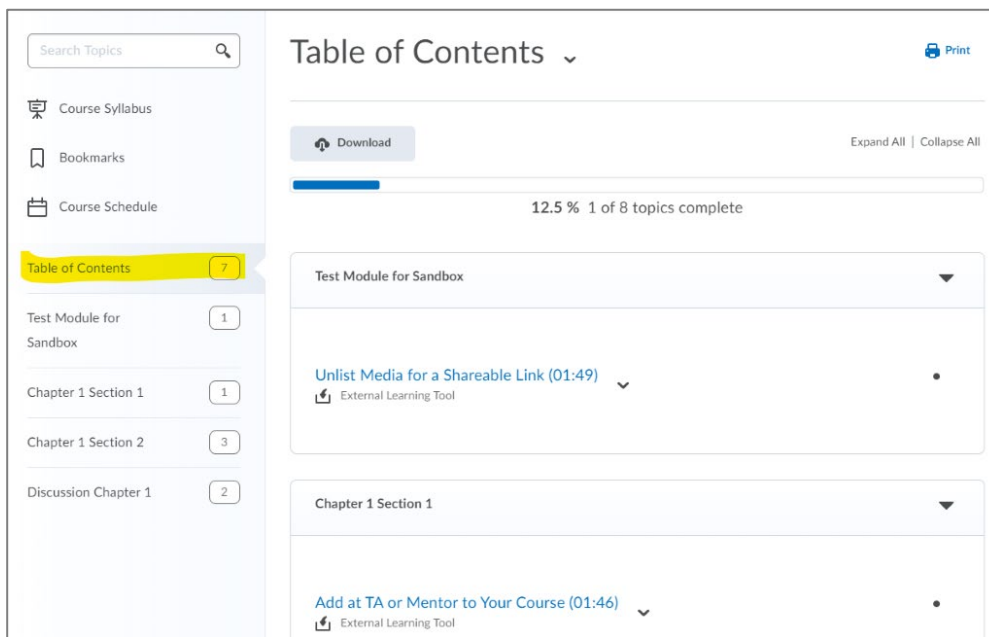 Search Topics
Course Syllabus
Bookmarks
Course Schedule
Table of Contents 7
Test Module for 1
Sandbox
Chapter 1 Section 1 1
Chapter 1 Section 2 3
Discussion Chapter 1 2
Table of Contents
Print
Download
Expand All | Collapse All
12.5 % 1 of 8 topics complete
Test Module for Sandbox
Unlist Media for a Shareable Link (01:49)
External Learning Tool
Chapter 1 Section 1
Add at TA or Mentor to Your Course (01:46)
External Learning Tool